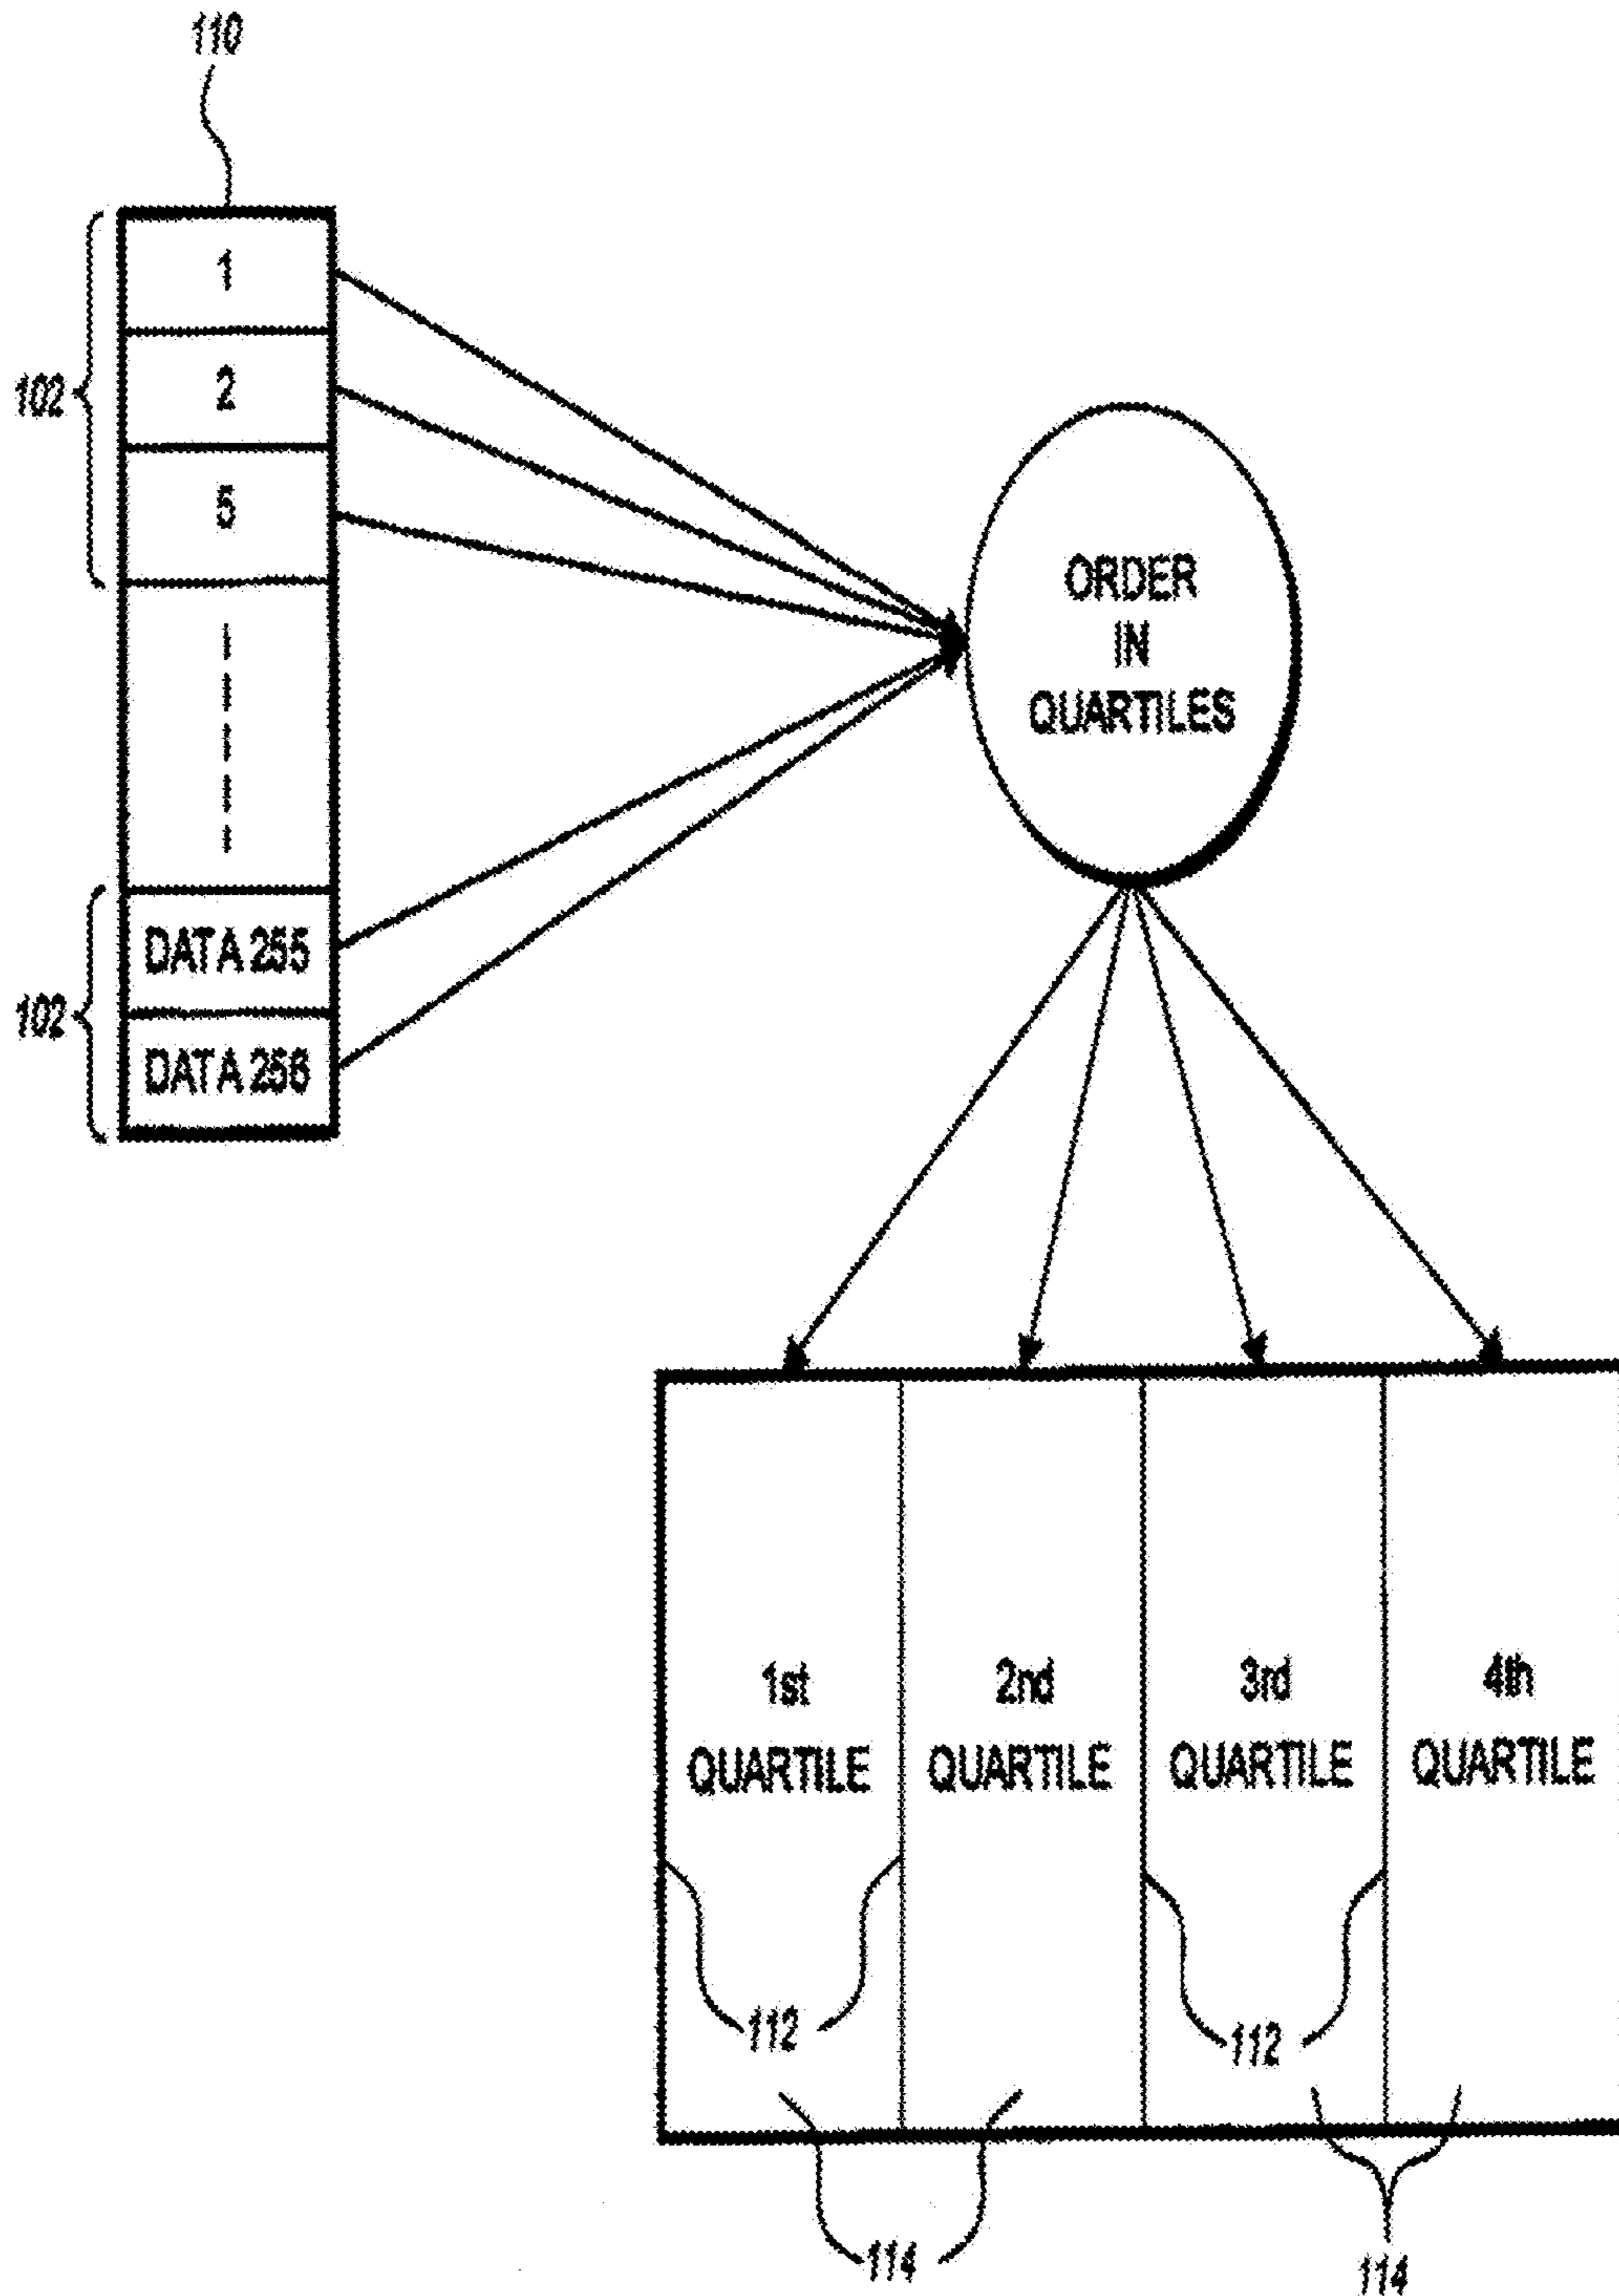 110
1
102
2
5
ORDER
IN
QUARTILES
DATA 255
102
DATA 256
1st 2nd 3rd 4th
QUARTILE QUARTILE QUARTILE QUARTILE
112 112
114 114